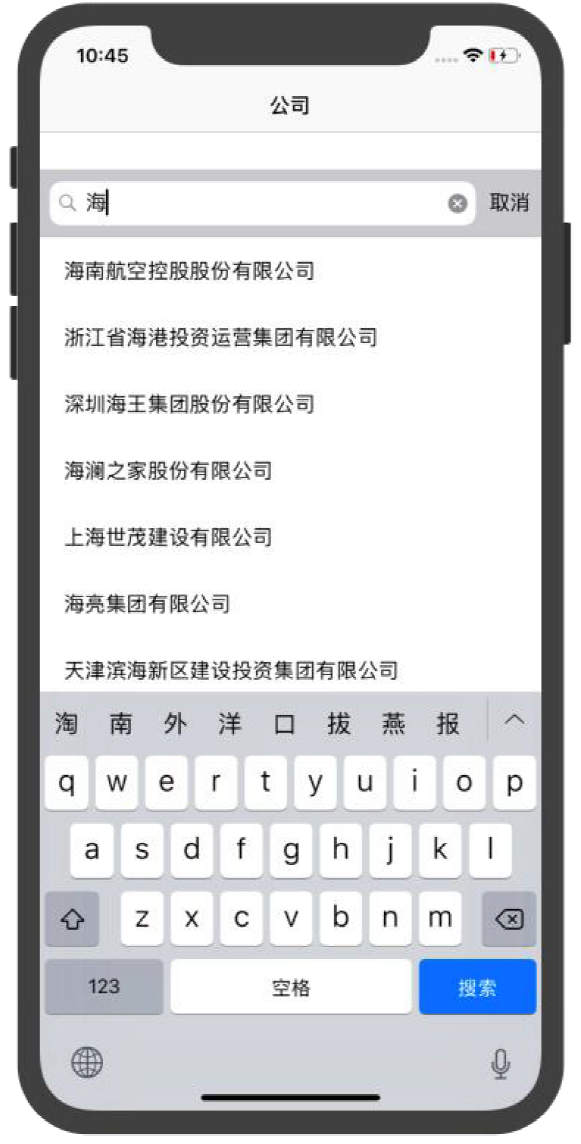 10:45
公司
海 取消
海南航空控股股份有限公司
浙江省海港投资运营集团有限公司
深圳海王集团股份有限公司
海澜之家股份有限公司
上海世茂建设有限公司
海亮集团有限公司
天津滨海新区建设投资集团有限公司
淘 南 外 洋 口 拔 燕 报
q w e r t y u i o p
a s d f g h j k l
z x c v b n m
123 空格 搜索